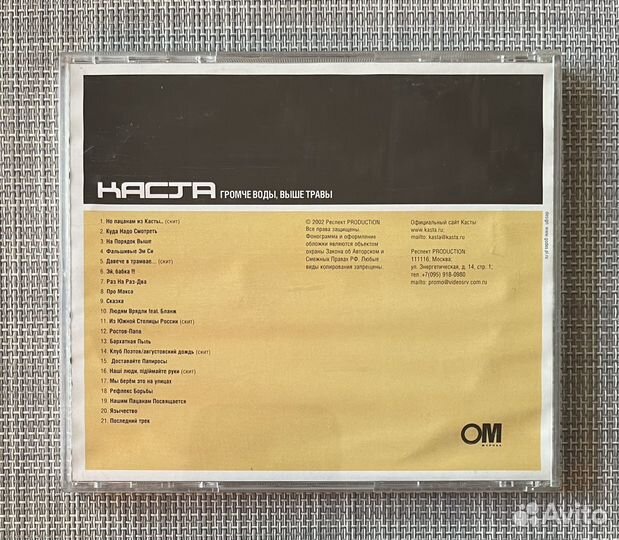 КАСТА ГРОМЧЕ ВОДЫ, ВЫШЕ ТРАВЫ
1. Но пацанам из Касты.. (скит)
2. Куда Надо Смотреть
3. На Порядок Выше
4. Фальшивые Эм Си
5. Давече в трамвае... (скит)
6. Эй, бабка !!!
7. Раз На Раз-Два
8. Про Макса
9. Сказка
10. Людям Врядли feat. Бланж
11. Из Южной Столицы России (скит)
12. Ростов-Папа
13. Бархатная Пыль
14. Клуб Поэтов/августовский дождь (скит)
15. Доставайте Папиросы
16. Наші люди, підіймайте руки (скит)
17. Мы берём это на улицах
18. Рефлекс Борьбы
19. Нашим Пацанам Посвящается
20. Язычество
21. Последний трек
© 2002 Респект PRODUCTION
Все права защищены.
Фонограмма и оформление
обложки являются объектом
охраны Закона об Авторском и
Смежных Правах РФ. Любые
виды копирования запрещены.
Официальный сайт Касты
www.kasta.ru;
mailto: kasta@kasta.ru
Респект PRODUCTION
111116, Москва;
ул. Энергетическая, д. 14, стр. 1;
тел.+7(095) 918-0980
mailto: promo@videosrv.com.ru
ОМ
ЖУРНАЛ
Avito